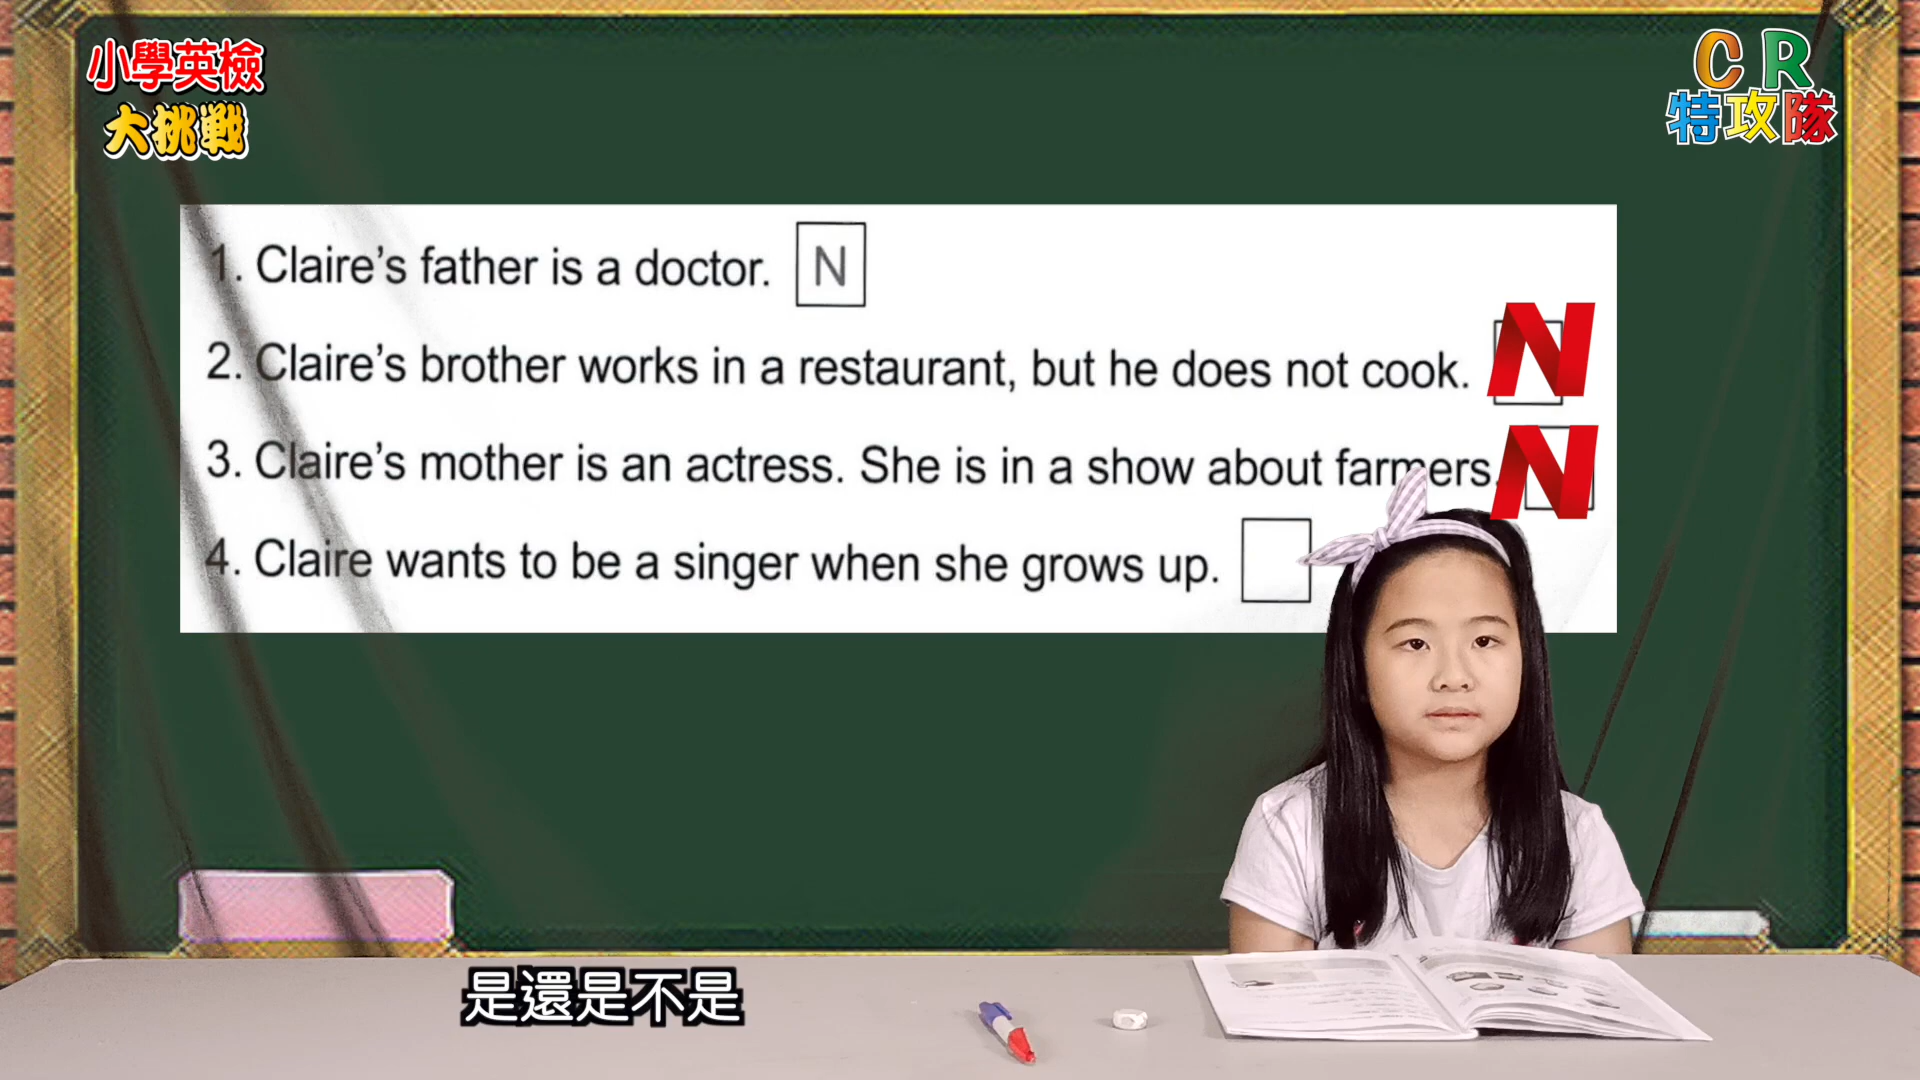 小學英檢
大挑戰
CR
特攻隊
1. Claire's father is a doctor. N
2. Claire's brother works in a restaurant, but he does not cook. N
3. Claire's mother is an actress. She is in a show about farmers. N
4. Claire wants to be a singer when she grows up.
是還是不是